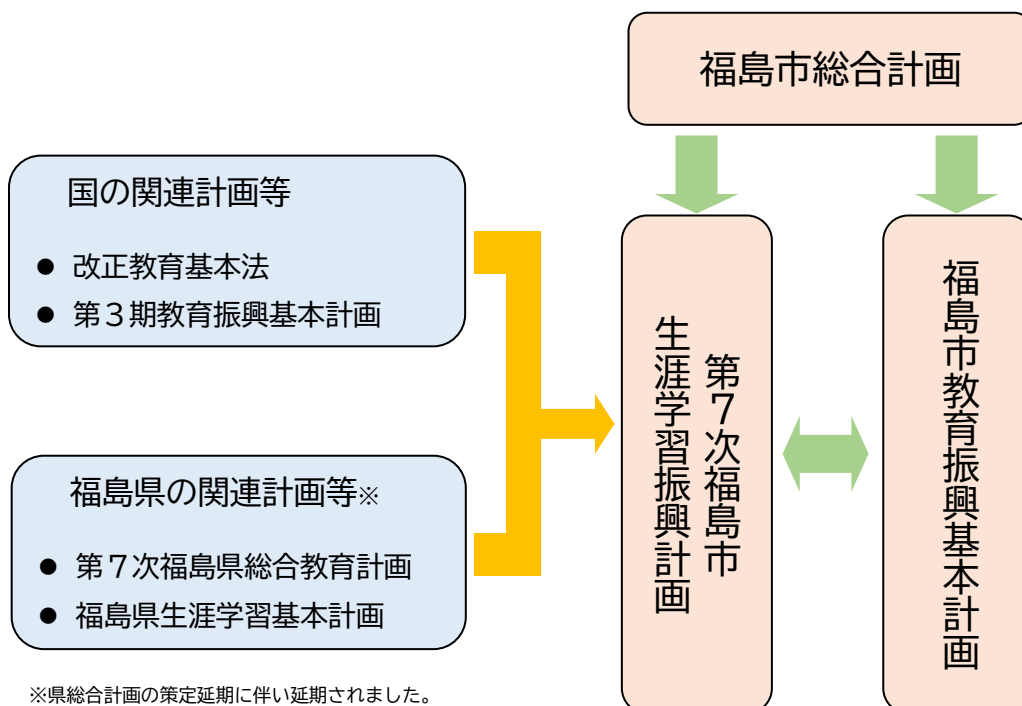 福島市総合計画
国の関連計画等
● 改正教育基本法
● 第３期教育振興基本計画
福島県の関連計画等※
● 第７次福島県総合教育計画
● 福島県生涯学習基本計画
※県総合計画の策定延期に伴い延期されました。
第７次福島市
生涯学習振興計画
福島市教育振興基本計画